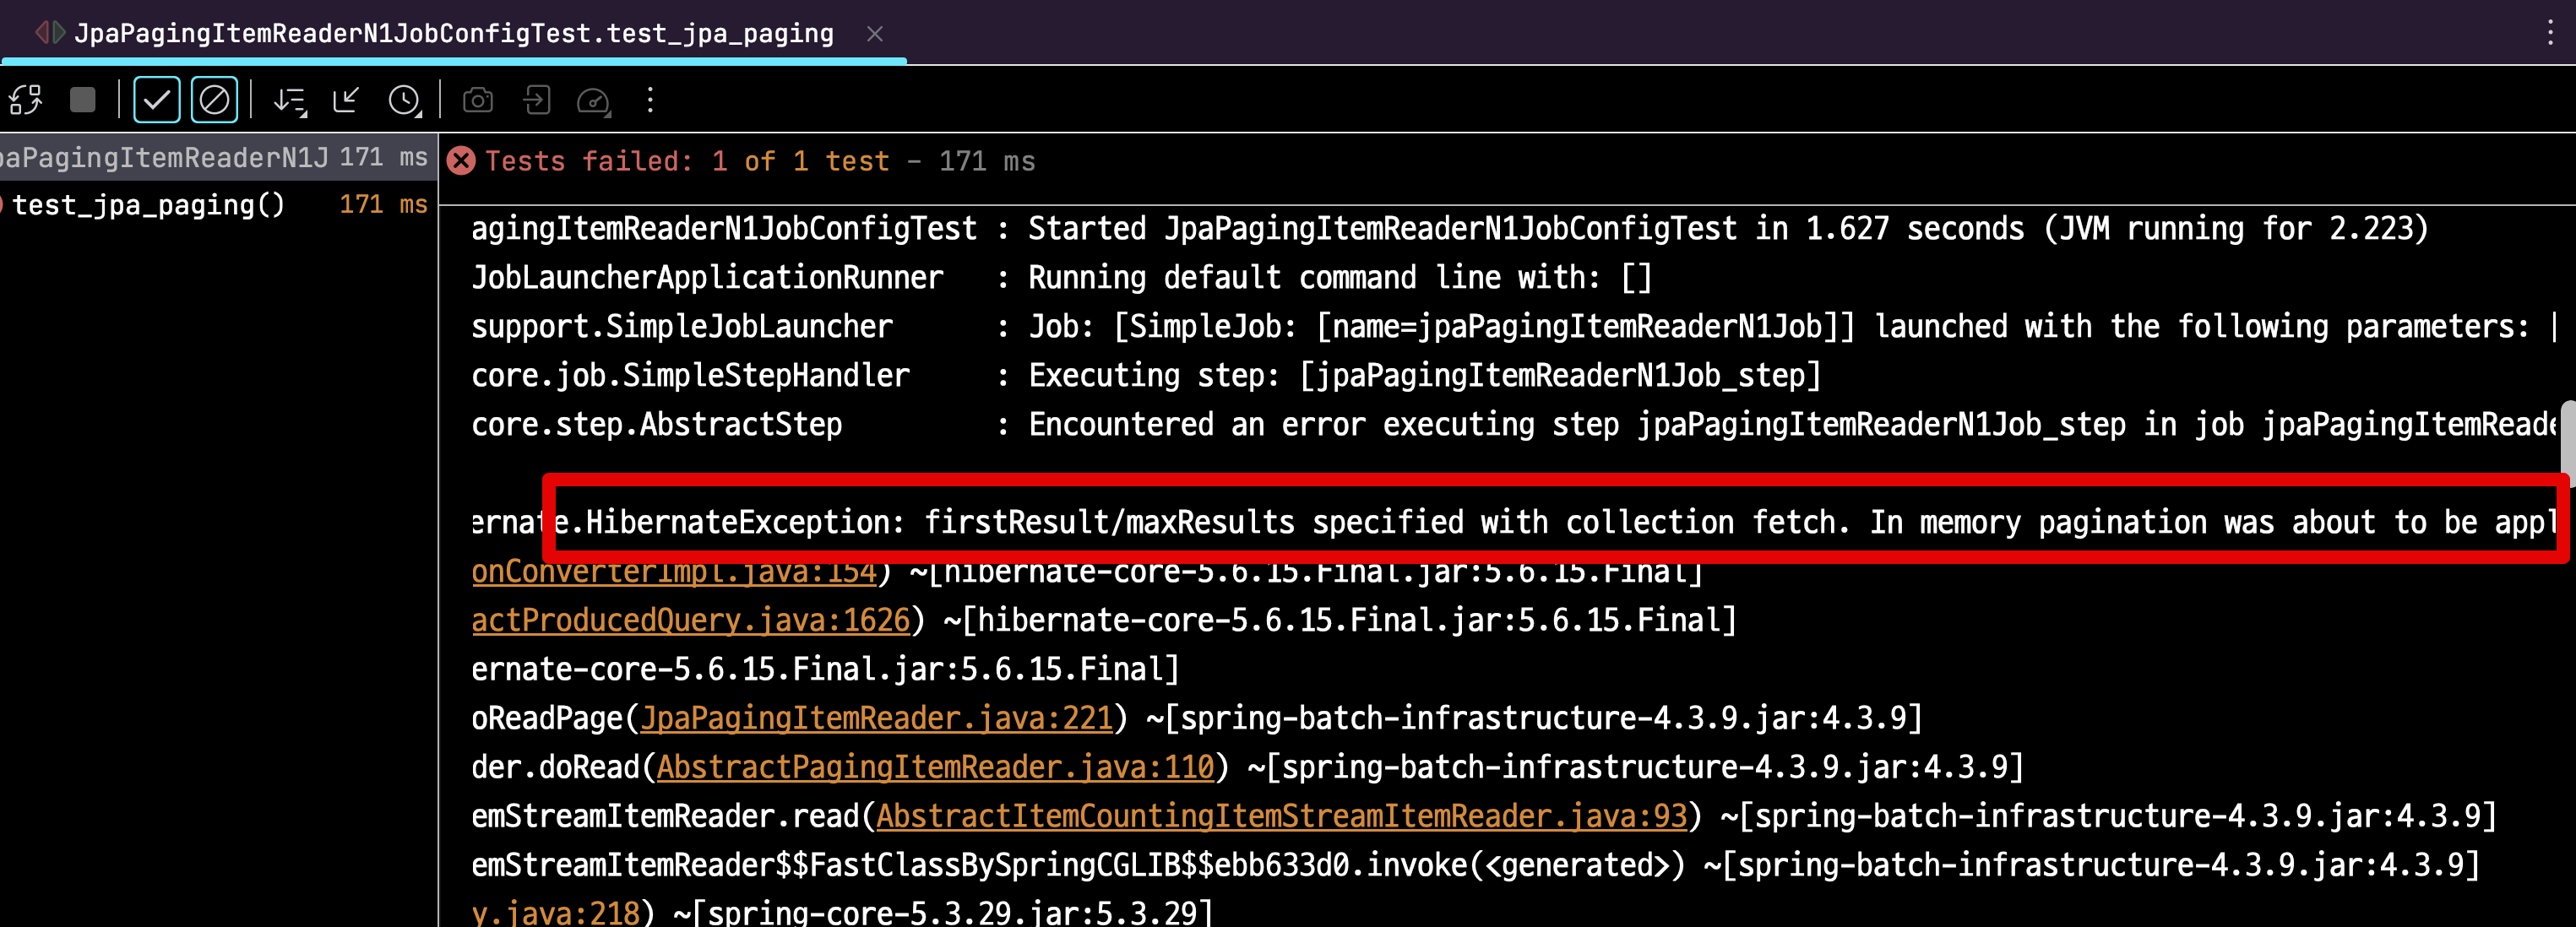 JpaPagingItemReaderN1JobConfigTest.test_jpa_paging
paPagingItemReaderN1J 171 ms
test_jpa_paging() 171 ms
Tests failed: 1 of 1 test – 171 ms
agingItemReaderN1JobConfigTest : Started JpaPagingItemReaderN1JobConfigTest in 1.627 seconds (JVM running for 2.223)
JobLauncherApplicationRunner : Running default command line with: []
support.SimpleJobLauncher : Job: [SimpleJob: [name=jpaPagingItemReaderN1Job]] launched with the following parameters: [
core.job.SimpleStepHandler : Executing step: [jpaPagingItemReaderN1Job_step]
core.step.AbstractStep : Encountered an error executing step jpaPagingItemReaderN1Job_step in job jpaPagingItemReade
ernate.HibernateException: firstResult/maxResults specified with collection fetch. In memory pagination was about to be appl
onConverterImpl.java:154) ~[hibernate-core-5.6.15.Final.jar:5.6.15.Final]
actProducedQuery.java:1626) ~[hibernate-core-5.6.15.Final.jar:5.6.15.Final]
ernate-core-5.6.15.Final.jar:5.6.15.Final]
oReadPage(JpaPagingItemReader.java:221) ~[spring-batch-infrastructure-4.3.9.jar:4.3.9]
der.doRead(AbstractPagingItemReader.java:110) ~[spring-batch-infrastructure-4.3.9.jar:4.3.9]
emStreamItemReader.read(AbstractItemCountingItemStreamItemReader.java:93) ~[spring-batch-infrastructure-4.3.9.jar:4.3.9]
emStreamItemReader$$FastClassBySpringCGLIB$$ebb633d0.invoke(<generated>) ~[spring-batch-infrastructure-4.3.9.jar:4.3.9]
y.java:218) ~[spring-core-5.3.29.jar:5.3.29]